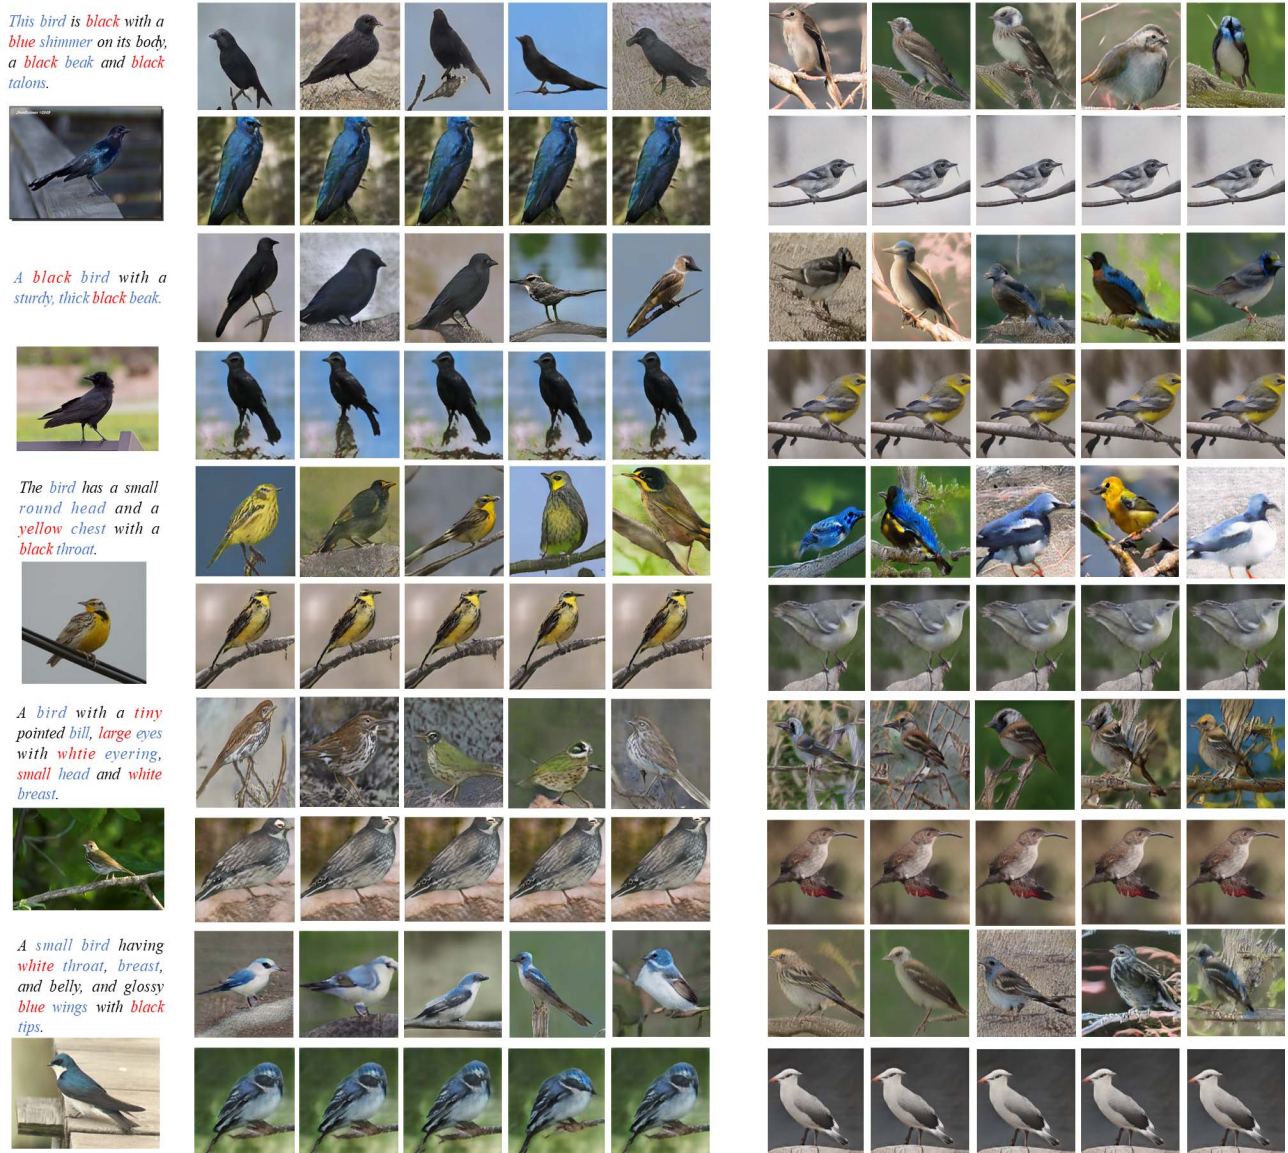 This bird is black with a
blue shimmer on its body,
a black beak and black
talons.
A black bird with a
sturdy, thick black beak.
The bird has a small
round head and a
yellow chest with a
black throat.
A bird with a tiny
pointed bill, large eyes
with whtie eyering,
small head and white
breast.
A small bird having
white throat, breast,
and belly, and glossy
blue wings with black
tips.